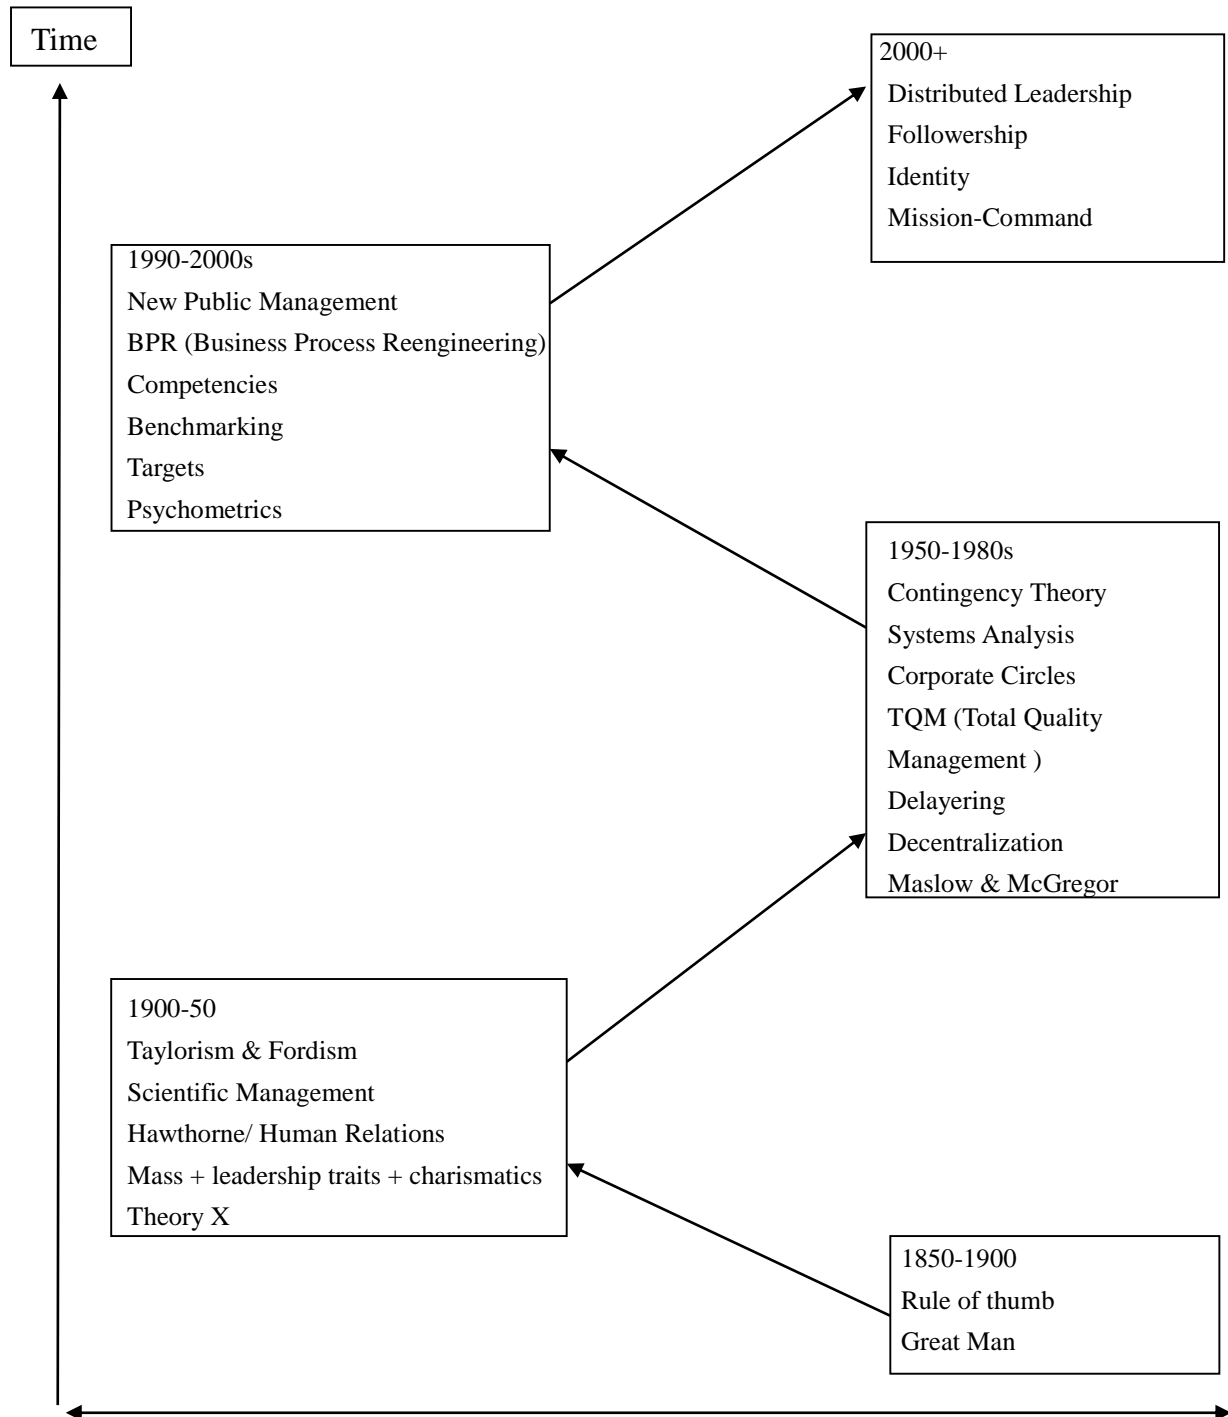 Time
2000+
Distributed Leadership
Followership
Identity
Mission-Command
1990-2000s
New Public Management
BPR (Business Process Reengineering)
Competencies
Benchmarking
Targets
Psychometrics
1950-1980s
Contingency Theory
Systems Analysis
Corporate Circles
TQM (Total Quality
Management )
Delayering
Decentralization
Maslow & McGregor
1900-50
Taylorism & Fordism
Scientific Management
Hawthorne/ Human Relations
Mass + leadership traits + charismatics
Theory X
1850-1900
Rule of thumb
Great Man